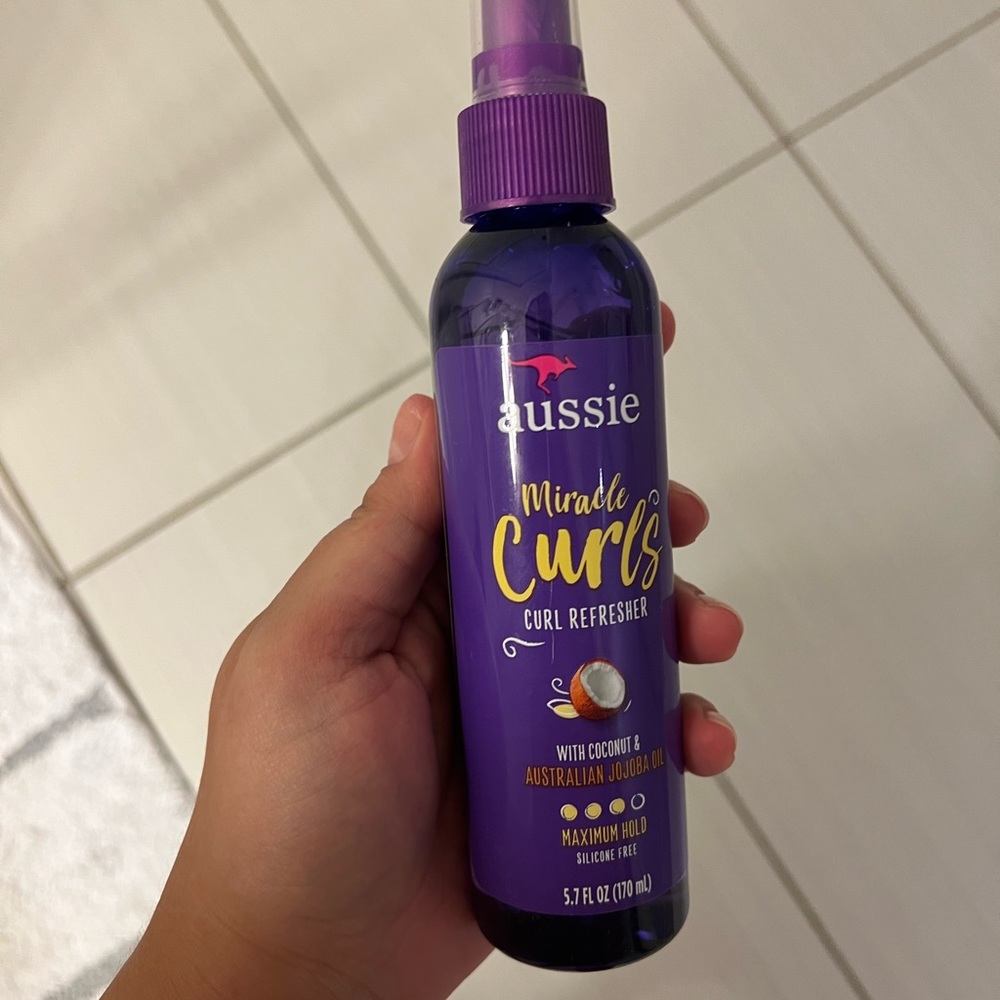 aussie
Miracle
Curls
CURL REFRESHER
WITH COCONUT &
AUSTRALIAN JOJOBA OIL
MAXIMUM HOLD
SILICONE FREE
5.7 FL OZ (170 mL)